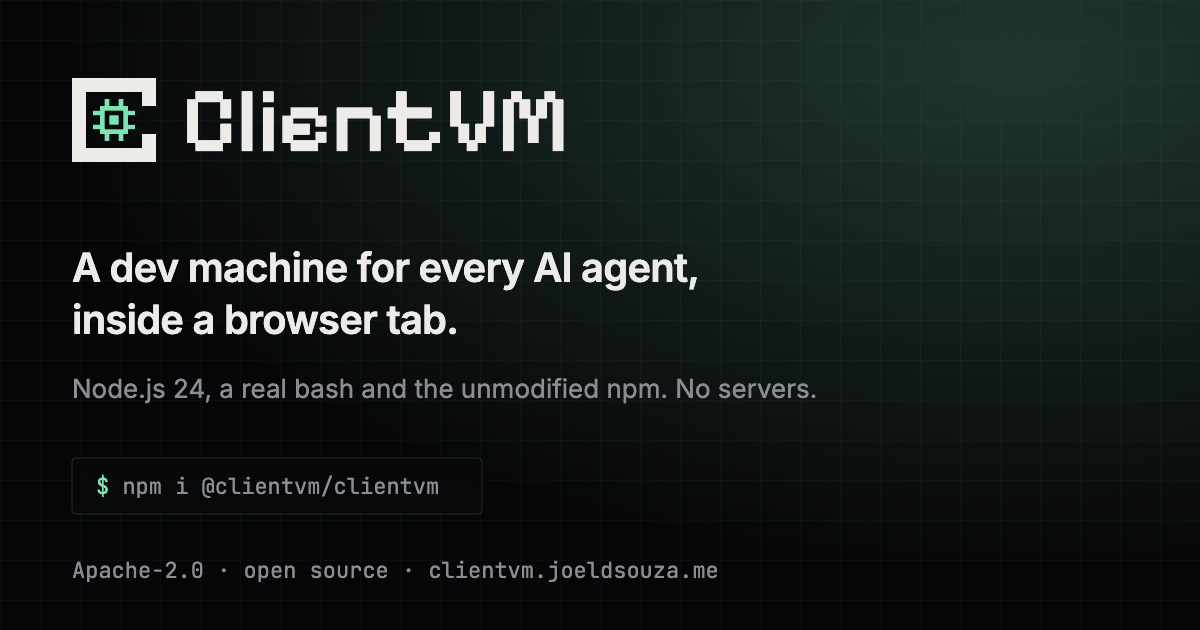 ClientVM
A dev machine for every AI agent,
inside a browser tab.
Node.js 24, a real bash and the unmodified npm. No servers.
$ npm i @clientvm/clientvm
Apache-2.0 · open source · clientvm.joeldsouza.me